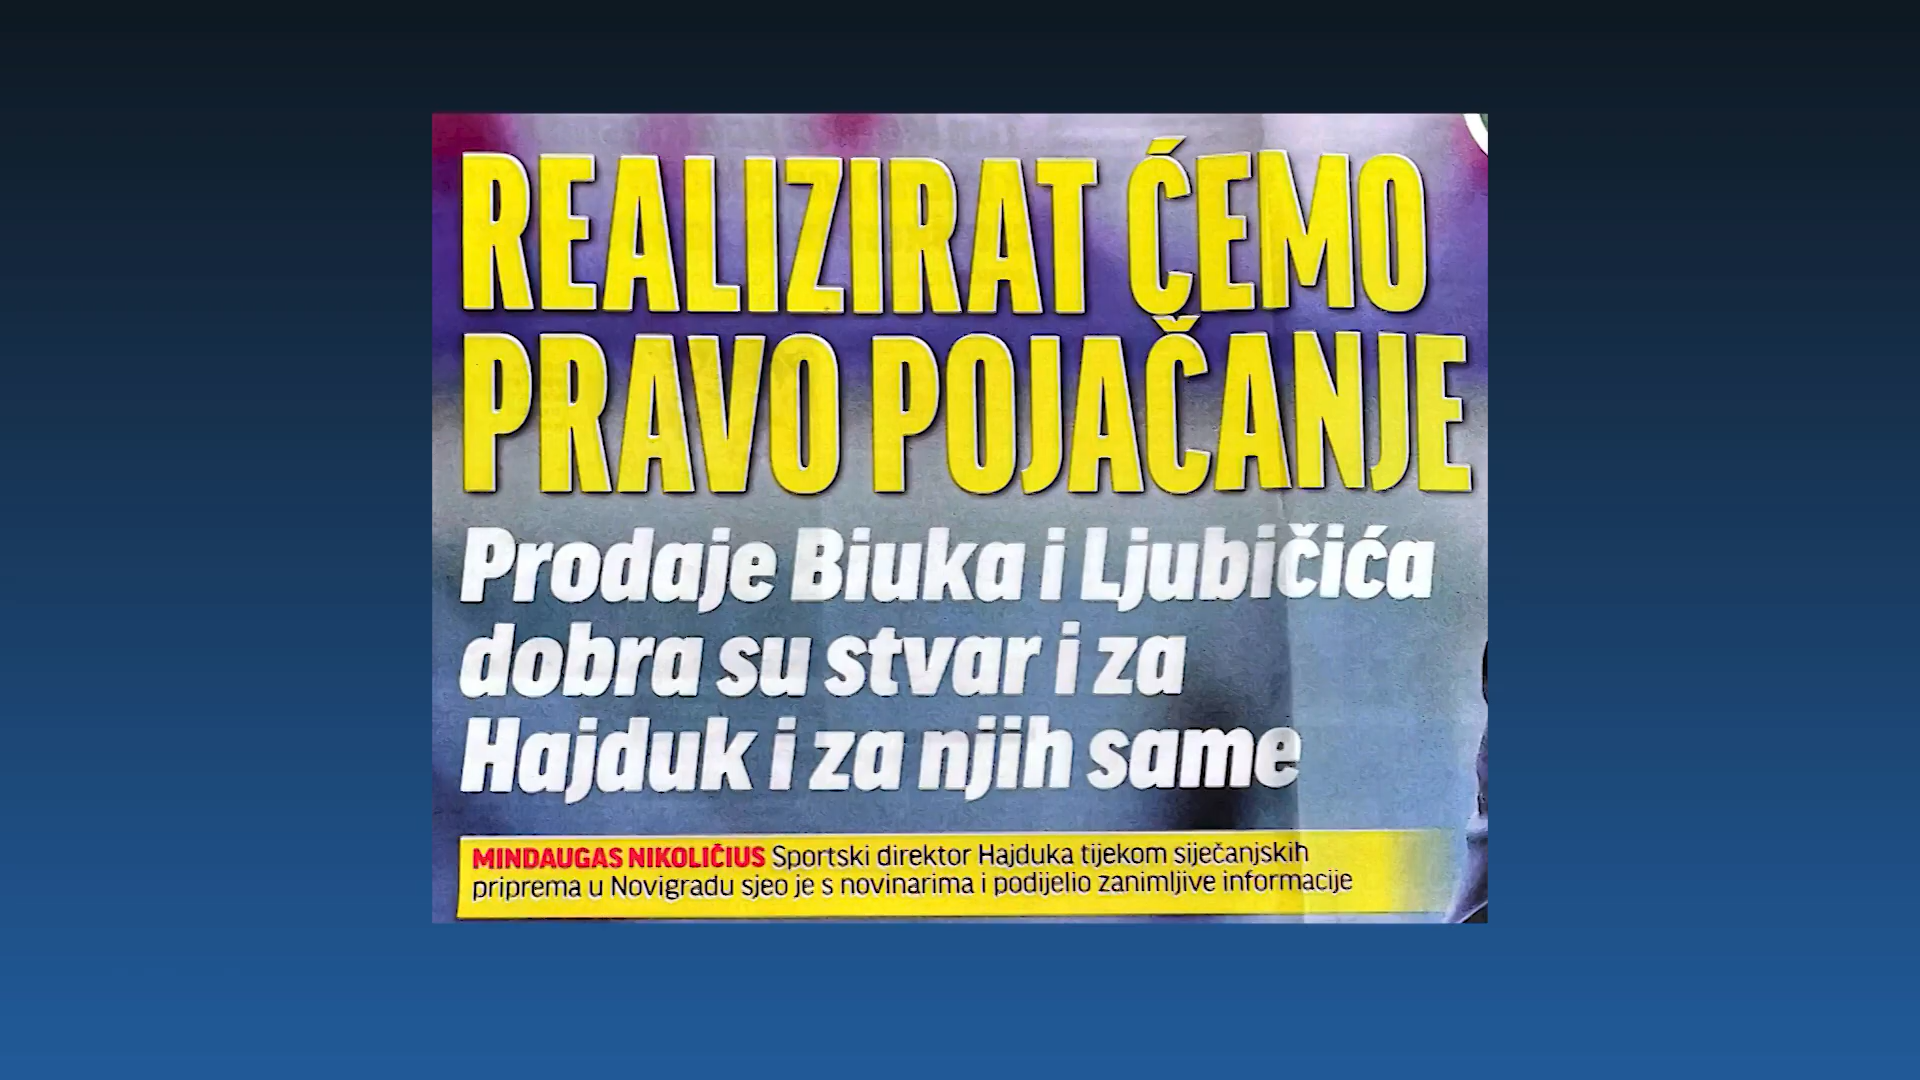 REALIZIRAT ĆEMO
PRAVO POJAČANJE
Prodaje Biuka i Ljubičića
dobra su stvar i za
Hajduk i za njih same
MINDAUGAS NIKOLIČIUS Sportski direktor Hajduka tijekom siječanjskih
priprema u Novigradu sjeo je s novinarima i podijelio zanimljive informacije